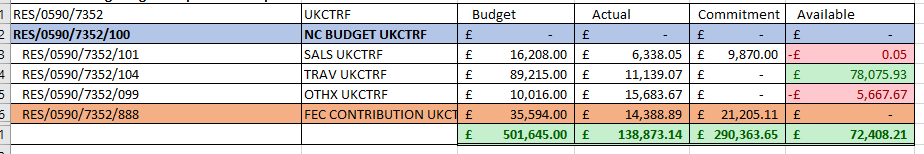 1 RES/0590/7352 UKCTRF Budget Actual Commitment Available
2 RES/0590/7352/100 NC BUDGET UKCTRF £ - £ - £ - £ -
3 RES/0590/7352/101 SALS UKCTRF £ 16,208.00 £ 6,338.05 £ 9,870.00 -£ 0.05
4 RES/0590/7352/104 TRAV UKCTRF £ 89,215.00 £ 11,139.07 £ - £ 78,075.93
5 RES/0590/7352/099 OTHX UKCTRF £ 10,016.00 £ 15,683.67 £ - -£ 5,667.67
6 RES/0590/7352/888 FEC CONTRIBUTION UKCT £ 35,594.00 £ 14,388.89 £ 21,205.11 £ -
1 £ 501,645.00 £ 138,873.14 £ 290,363.65 £ 72,408.21